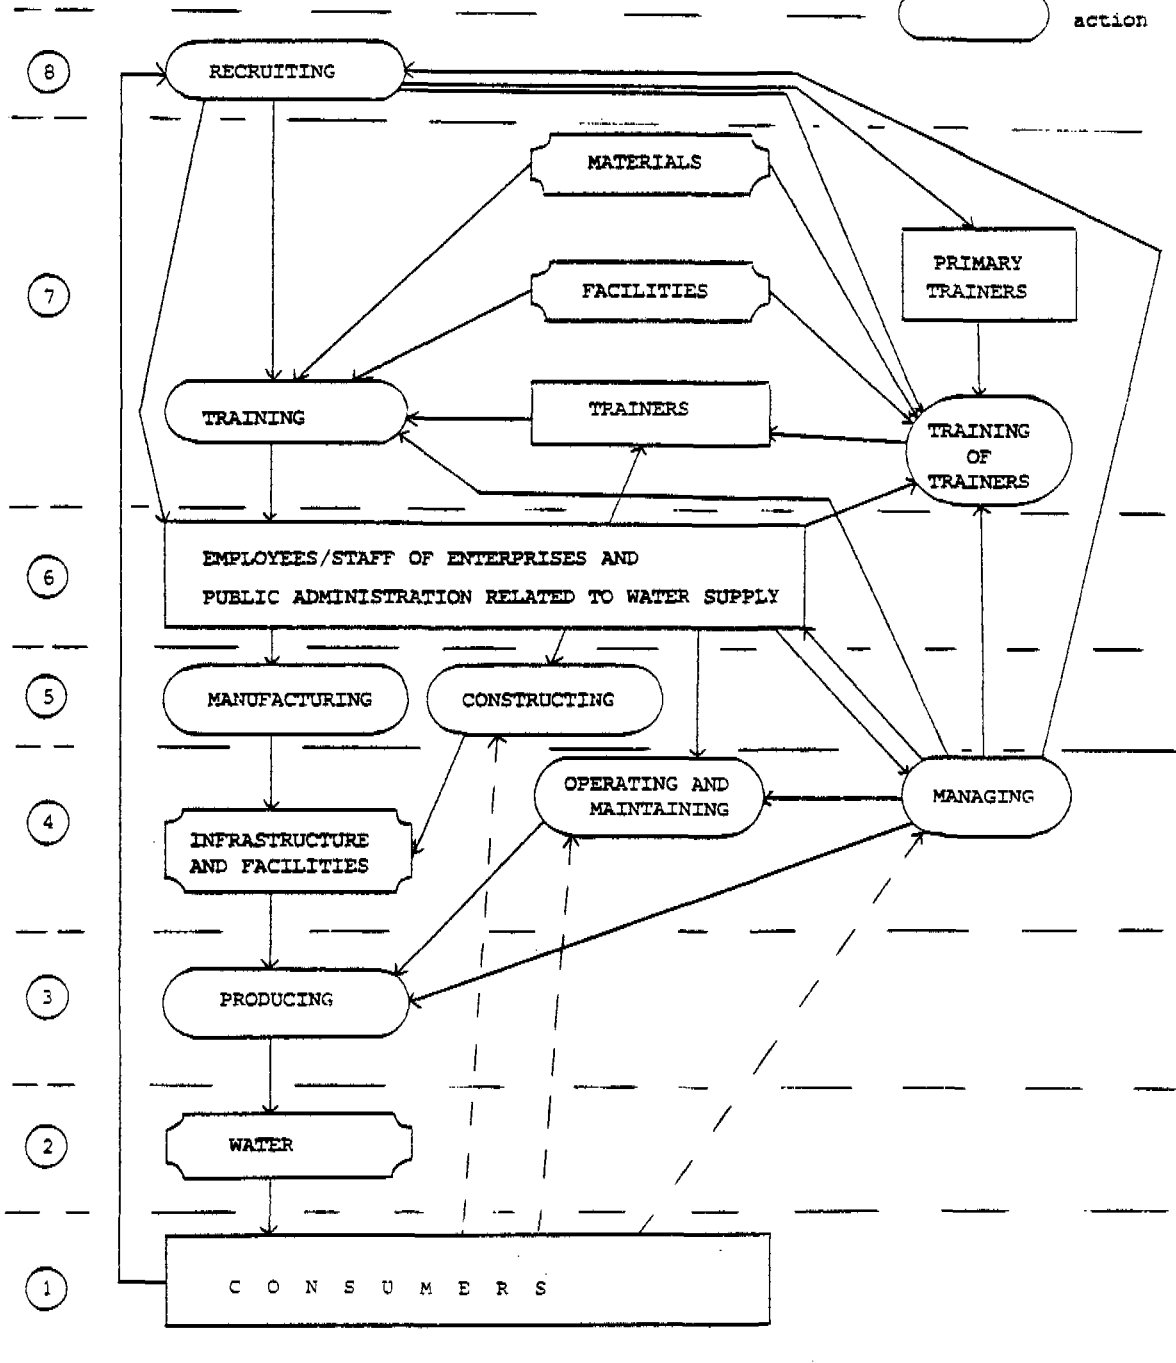 action
8
RECRUITING
MATERIALS
7
FACILITIES
PRIMARY
TRAINERS
TRAINING
TRAINERS
TRAINING
OF
TRAINERS
6
EMPLOYEES/STAFF OF ENTERPRISES AND
PUBLIC ADMINISTRATION RELATED TO WATER SUPPLY
5
MANUFACTURING
CONSTRUCTING
4
OPERATING AND
MAINTAINING
MANAGING
INFRASTRUCTURE
AND FACILITIES
3
PRODUCING
2
WATER
1
C O N S U M E R S